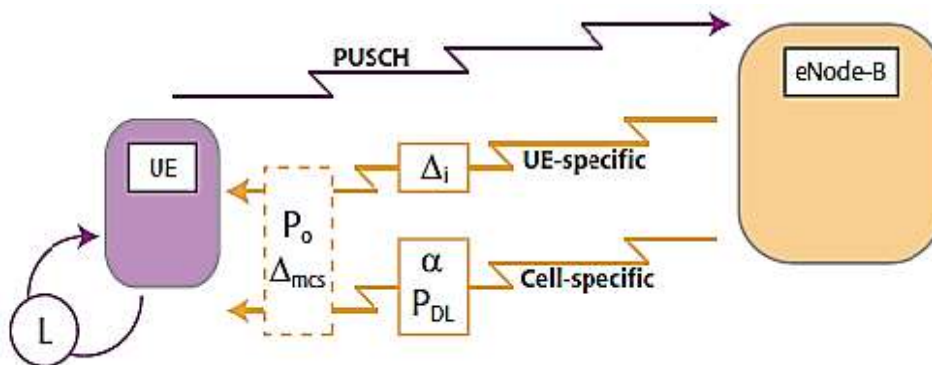 PUSCH
eNode-B
UE
Δi
UE-specific
Po
Δmcs
α
PDL
Cell-specific
L